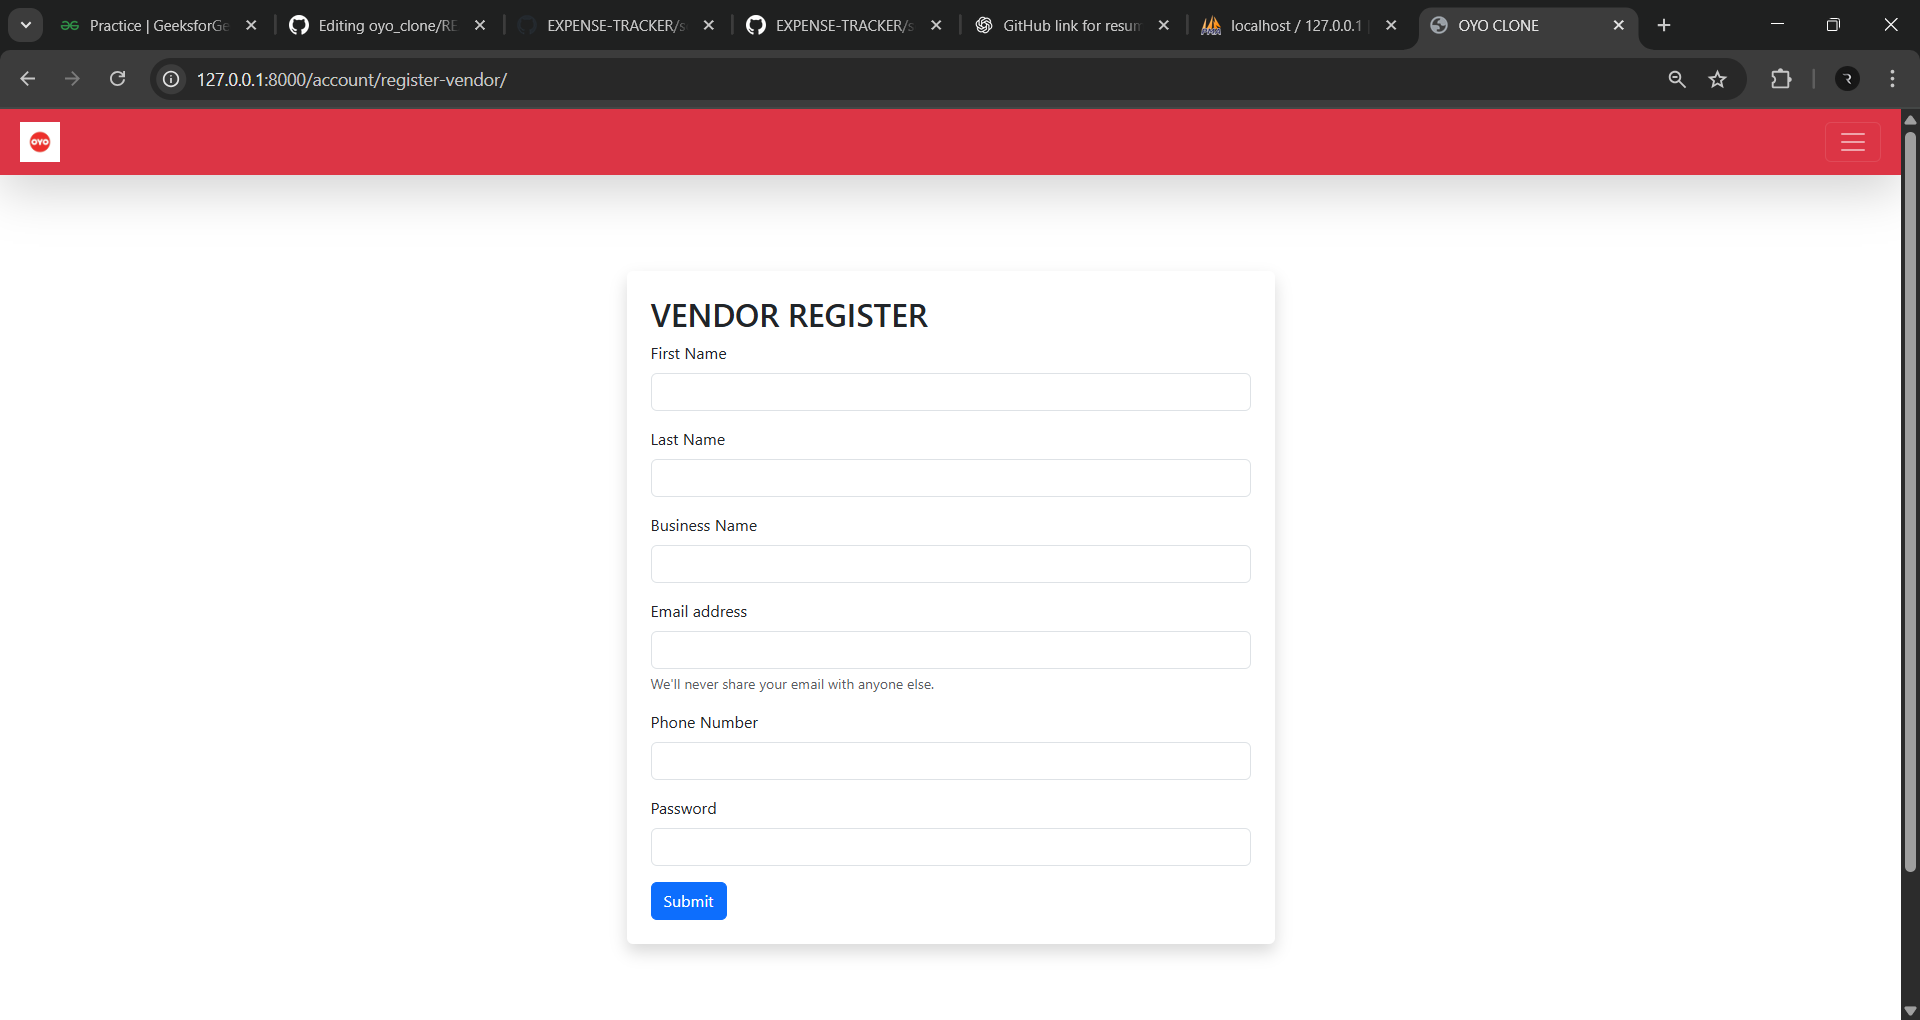 Practice | GeeksforGe
Editing oyo_clone/RE
EXPENSE-TRACKER/s
EXPENSE-TRACKER/s
GitHub link for resum
localhost / 127.0.0.1 |
OYO CLONE
127.0.0.1:8000/account/register-vendor/
OYO
VENDOR REGISTER
First Name
Last Name
Business Name
Email address
We'll never share your email with anyone else.
Phone Number
Password
Submit